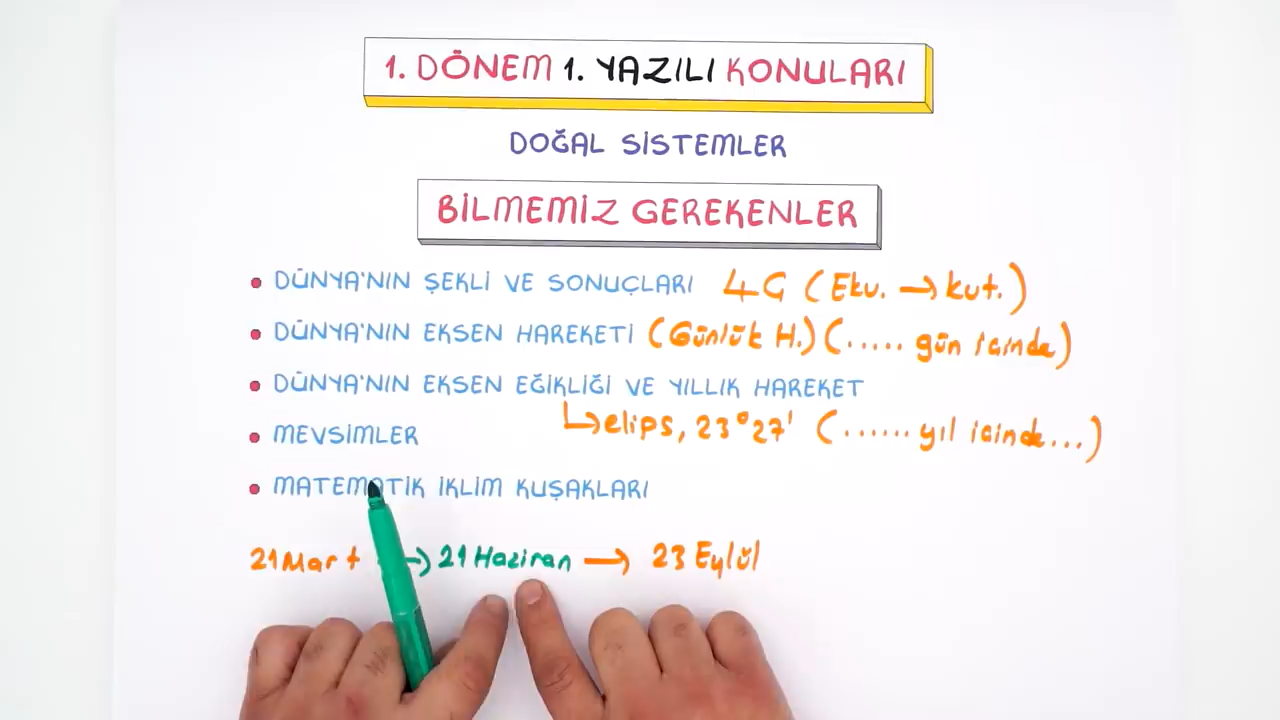 1. DÖNEM 1. YAZILI KONULARI
DOĞAL SİSTEMLER
BİLMEMİZ GEREKENLER
• DÜNYA'NIN ŞEKLİ VE SONUÇLARI 4G (Eku. → kut.)
• DÜNYA'NIN EKSEN HAREKETİ (Günlük H.) (..... gün icinde)
• DÜNYA'NIN EKSEN EĞİKLİĞİ VE YILLIK HAREKET
↳ elips, 23°27' (...... yıl icinde...)
• MEVSİMLER
• MATEMATİK İKLİM KUŞAKLARI
21 Mart → 21 Haziran → 23 Eylül